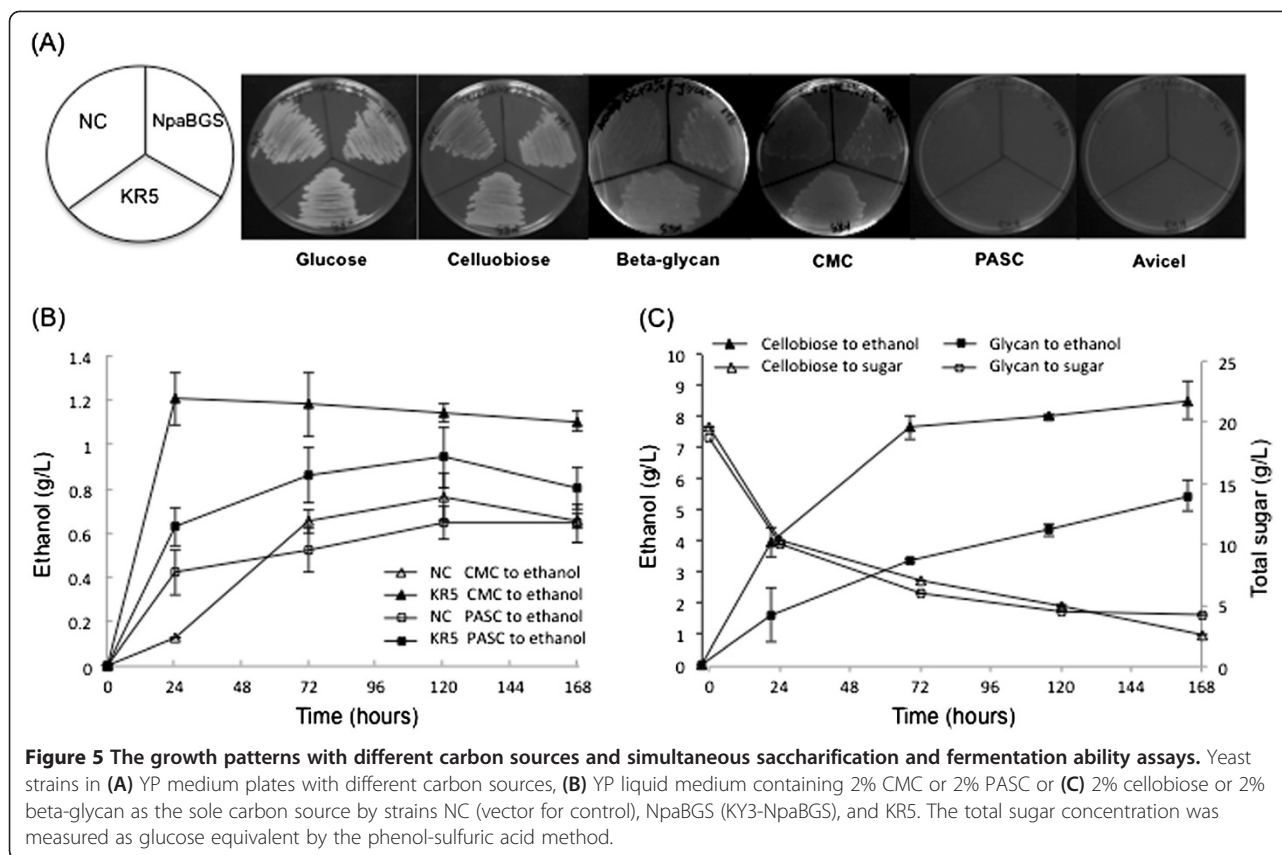 (A)
NC
NpaBGS
KR5
Glucose
Celluobiose
Beta-glycan
CMC
PASC
Avicel
(B)
Ethanol (g/L)
1.4
1.2
1
0.8
0.6
0.4
0.2
0
0 24 48 72 96 120 144 168
Time (hours)
NC CMC to ethanol
KR5 CMC to ethanol
NC PASC to ethanol
KR5 PASC to ethanol
(C)
Cellobiose to ethanol
Glycan to ethanol
Cellobiose to sugar
Glycan to sugar
Ethanol (g/L)
10
9
8
7
6
5
4
3
2
1
0
25
20
15
10
5
0
Total sugar (g/L)
0 24 48 72 96 120 144 168
Time (hours)
Figure 5 The growth patterns with different carbon sources and simultaneous saccharification and fermentation ability assays. Yeast
strains in (A) YP medium plates with different carbon sources, (B) YP liquid medium containing 2% CMC or 2% PASC or (C) 2% cellobiose or 2%
beta-glycan as the sole carbon source by strains NC (vector for control), NpaBGS (KY3-NpaBGS), and KR5. The total sugar concentration was
measured as glucose equivalent by the phenol-sulfuric acid method.